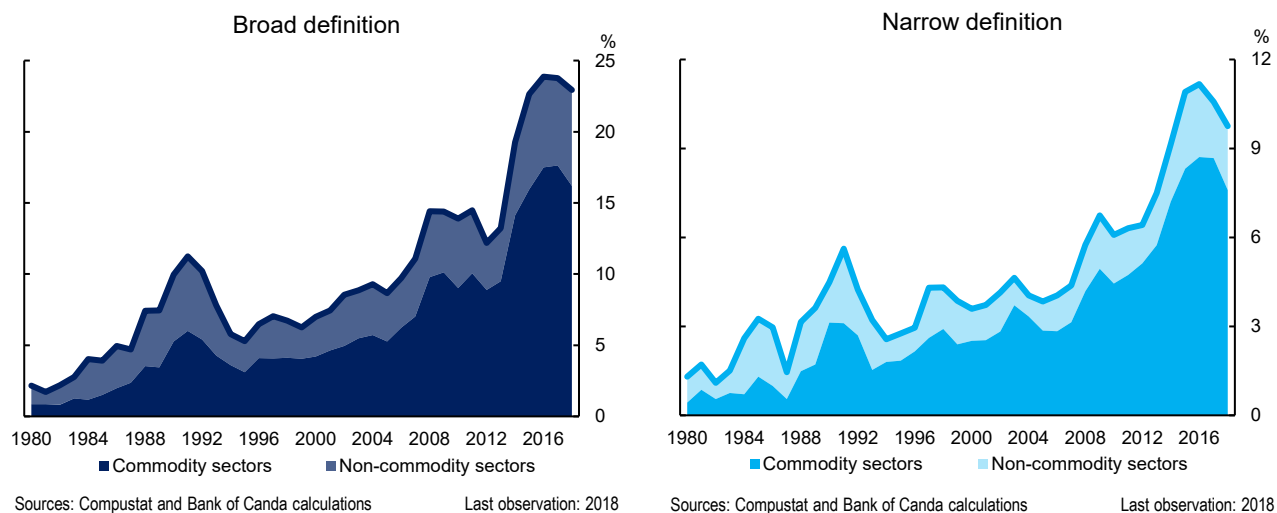 Broad definition
%
25
20
15
10
5
0
1980 1984 1988 1992 1996 2000 2004 2008 2012 2016
Commodity sectors Non-commodity sectors
Sources: Compustat and Bank of Canda calculations Last observation: 2018
Narrow definition
%
12
9
6
3
0
1980 1984 1988 1992 1996 2000 2004 2008 2012 2016
Commodity sectors Non-commodity sectors
Sources: Compustat and Bank of Canda calculations Last observation: 2018